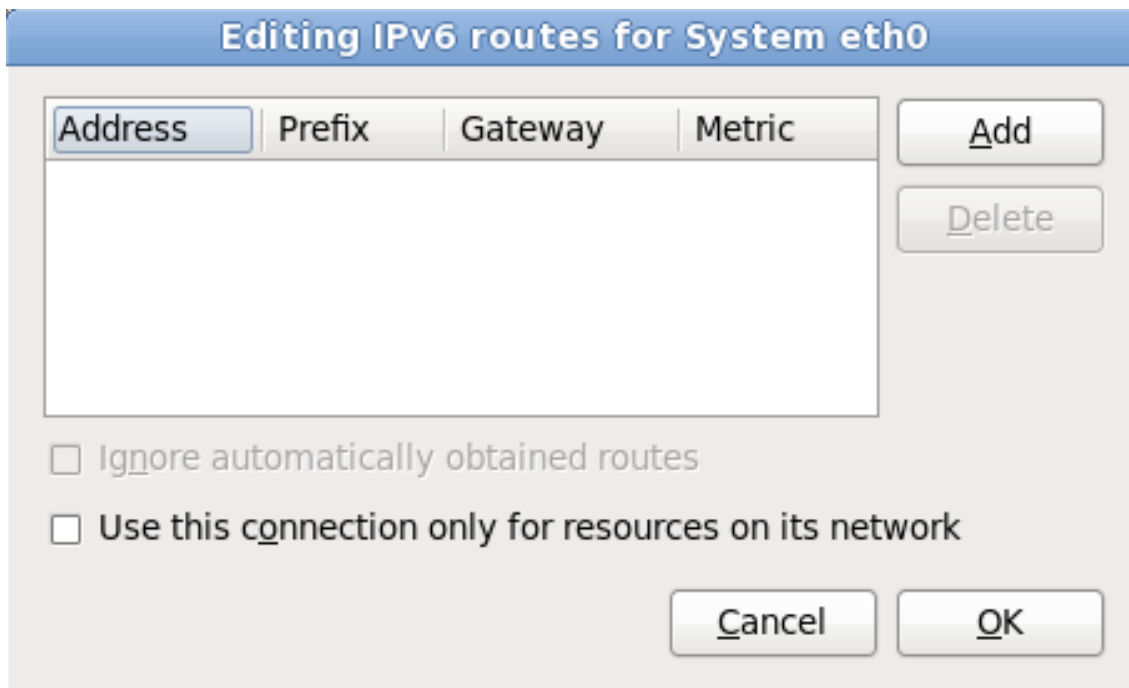 Editing IPv6 routes for System eth0
Address Prefix Gateway Metric
Add
Delete
Ignore automatically obtained routes
Use this connection only for resources on its network
Cancel OK